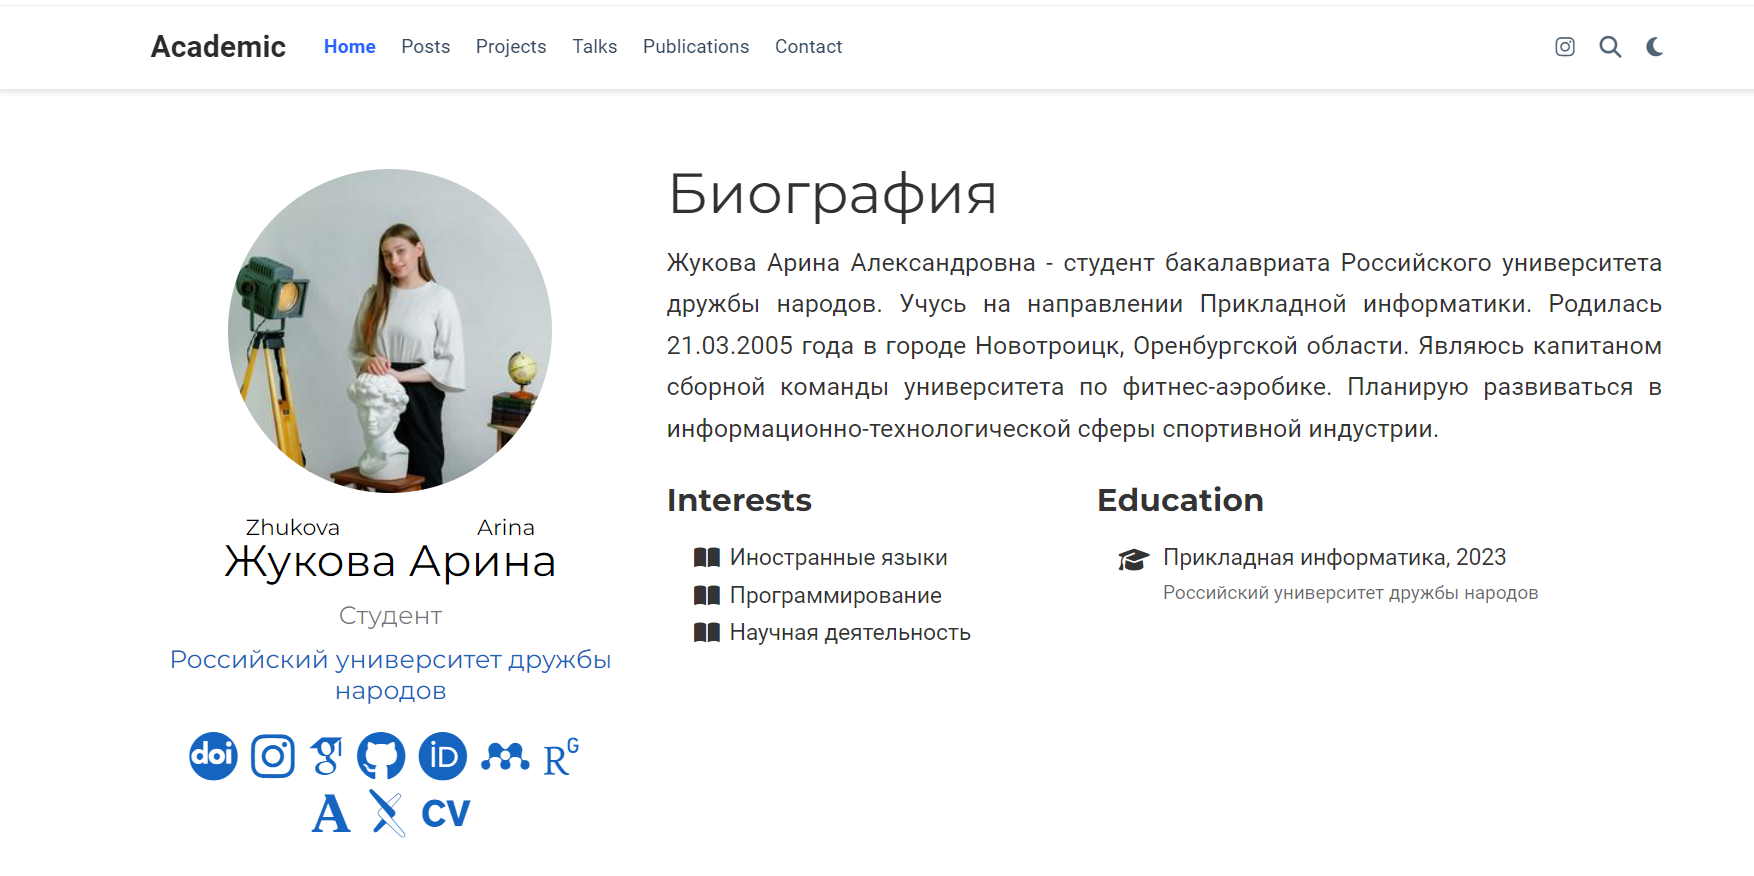 Academic Home Posts Projects Talks Publications Contact
Zhukova Arina
Жукова Арина
Студент
Российский университет дружбы
народов
doi iD R G
A CV
Биография
Жукова Арина Александровна - студент бакалавриата Российского университета
дружбы народов. Учусь на направлении Прикладной информатики. Родилась
21.03.2005 года в городе Новотроицк, Оренбургской области. Являюсь капитаном
сборной команды университета по фитнес-аэробике. Планирую развиваться в
информационно-технологической сферы спортивной индустрии.
Interests
Иностранные языки
Программирование
Научная деятельность
Education
Прикладная информатика, 2023
Российский университет дружбы народов